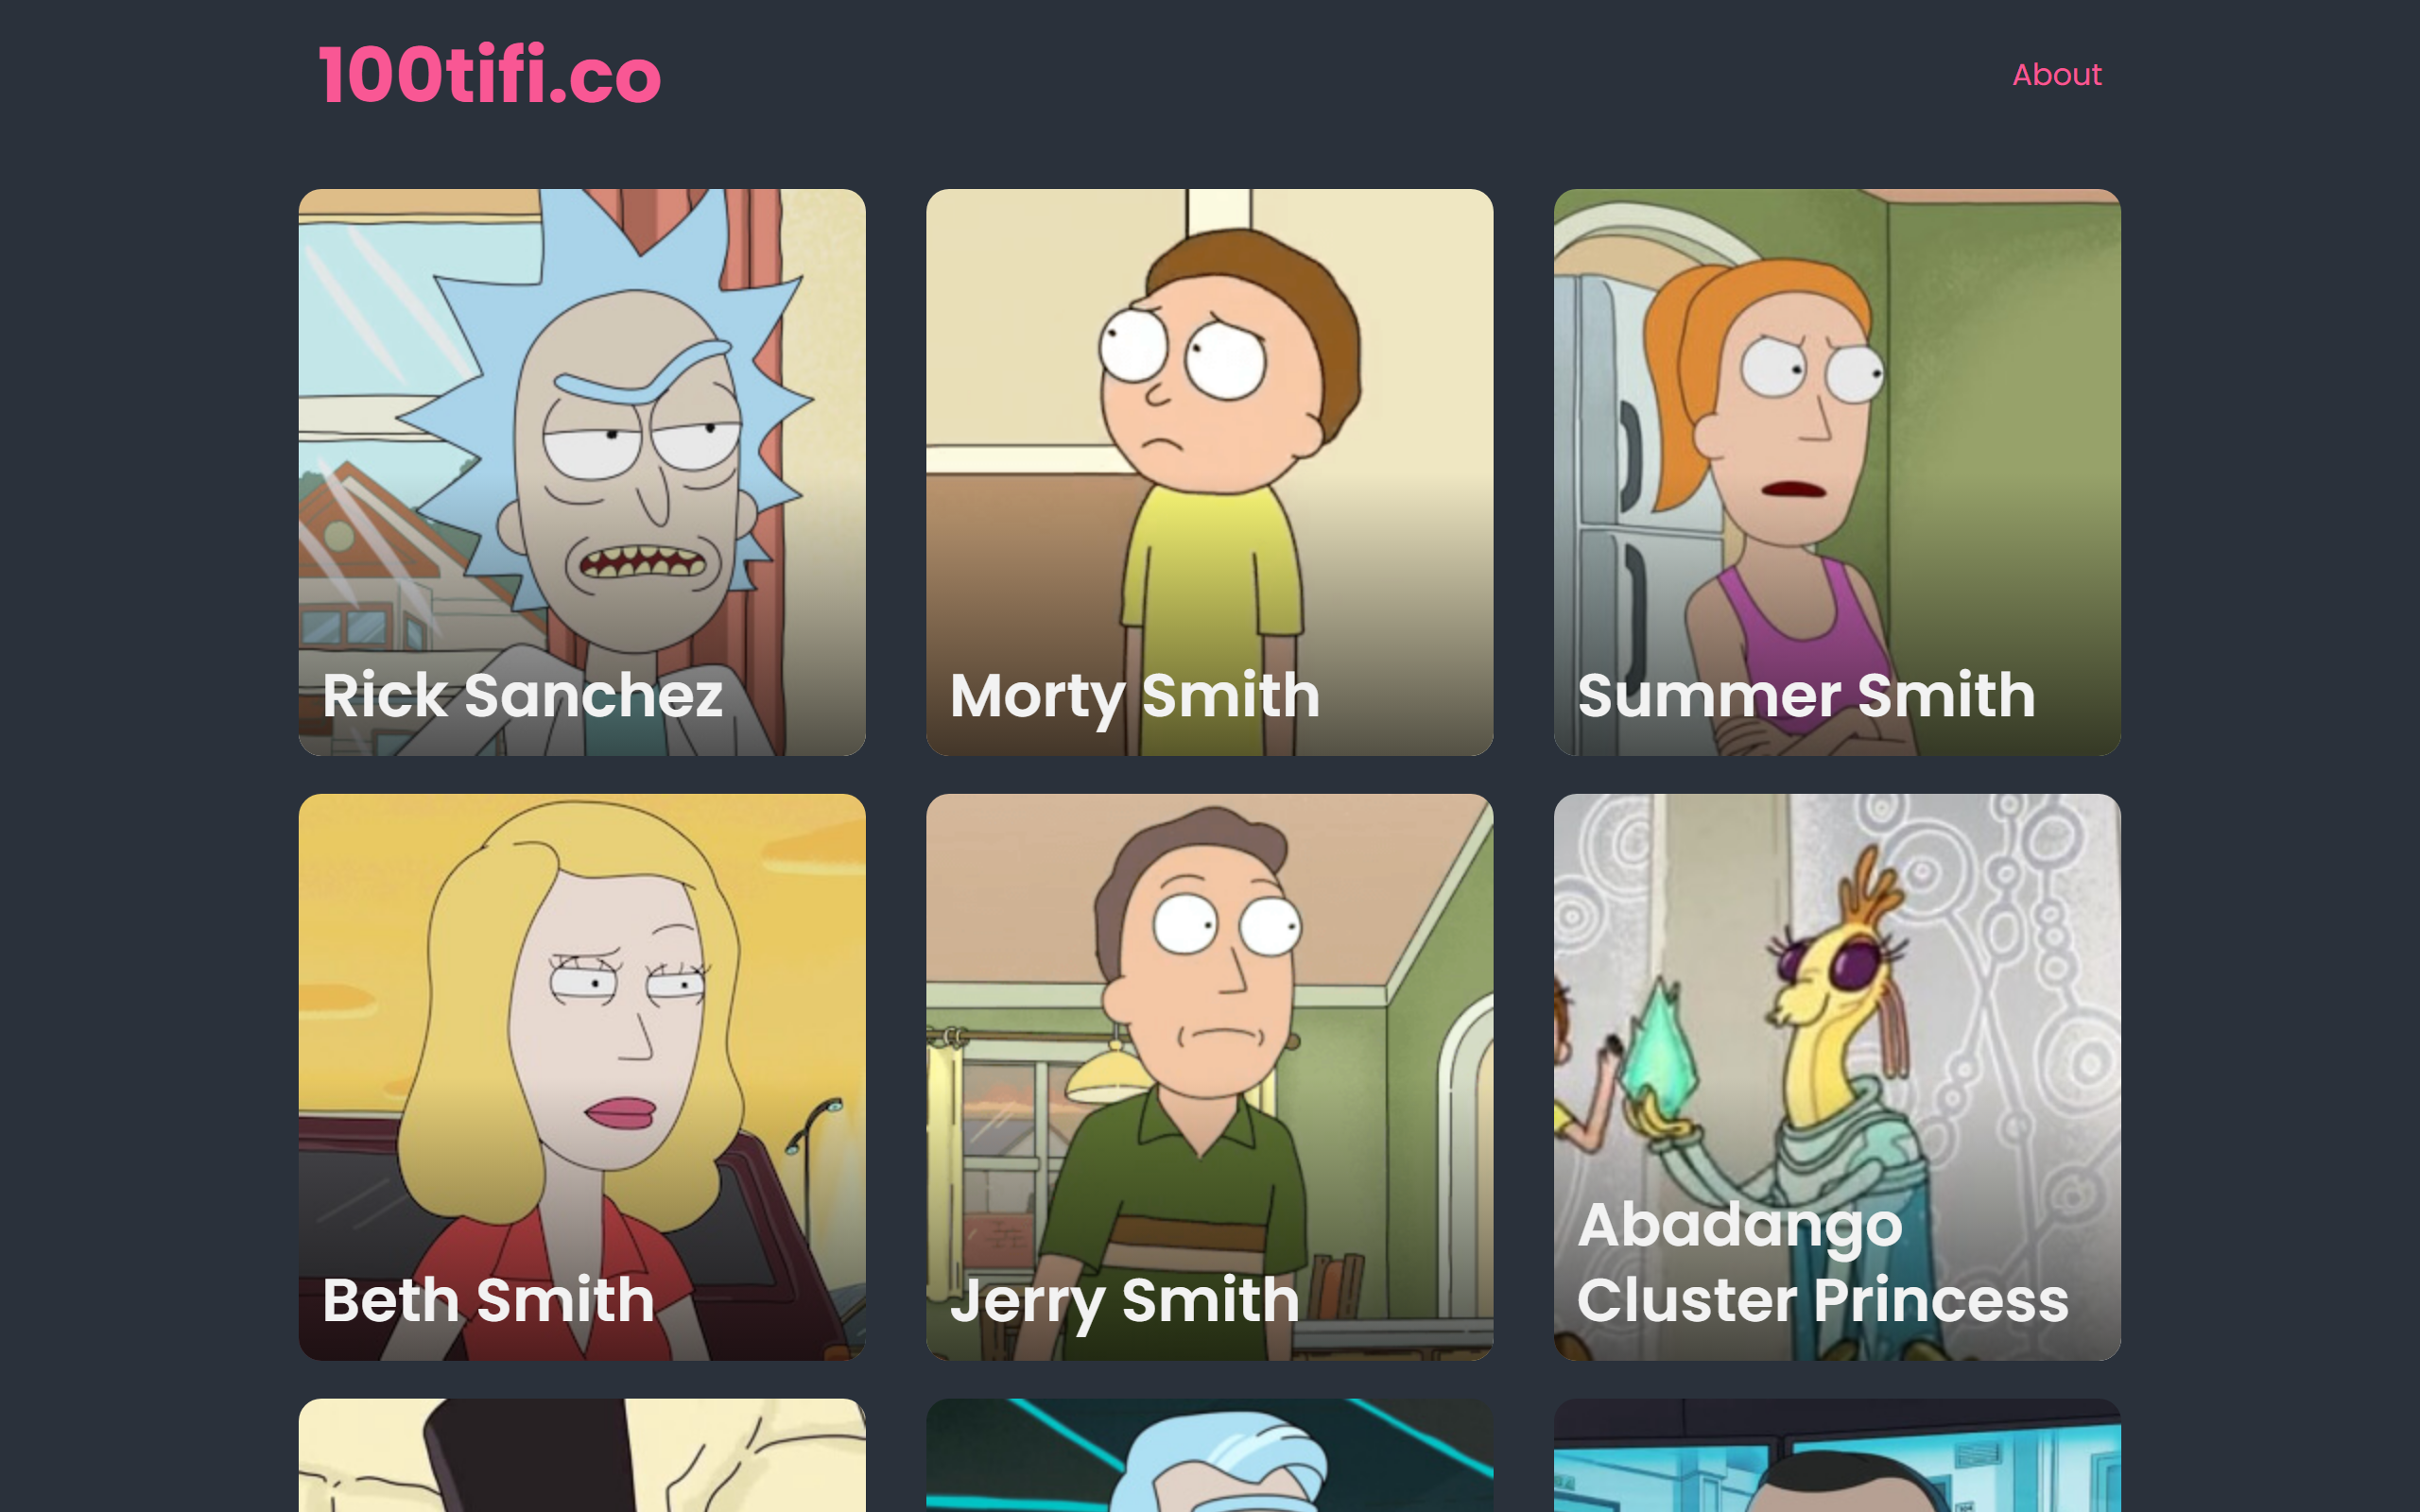 100tifi.co
About
Rick Sanchez
Morty Smith
Summer Smith
Beth Smith
Jerry Smith
Abadango
Cluster Princess